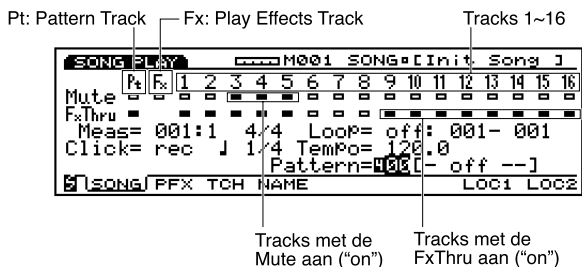 Pt: Pattern Track
Fx: Play Effects Track
Tracks 1~16
SONG PLAY M001 SONG:[Init Song ]
Pt Fx 1 2 3 4 5 6 7 8 9 10 11 12 13 14 15 16
Mute
FxThru
Meas= 001:1 4/4 Loop= off: 001- 001
Click= rec ♩ 1/4 Tempo= 120.0
Pattern=U00[- off --]
SONG PFX TCH NAME LOC1 LOC2
Tracks met de
Mute aan (“on”)
Tracks met de
FxThru aan (“on”)